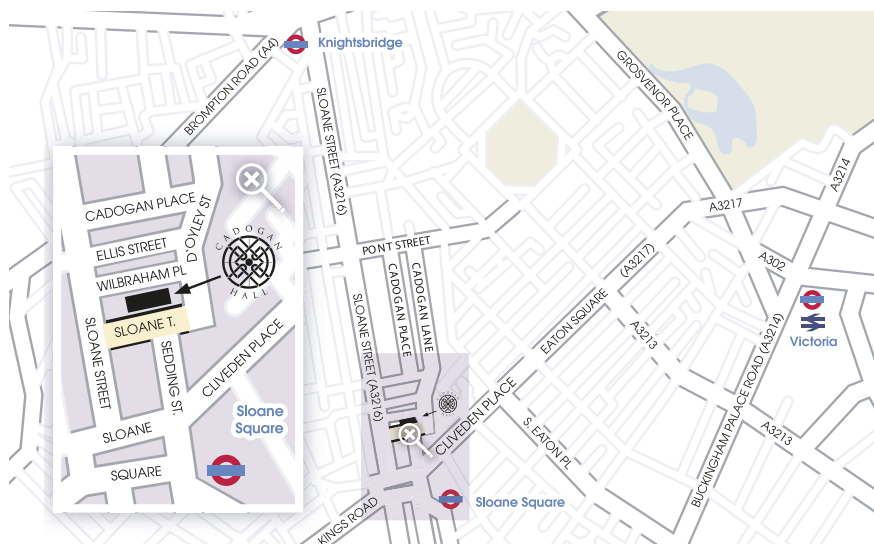 Knightsbridge
BROMPTON ROAD (A4)
SLOANE STREET (A3216)
GROSVENOR PLACE
A3214
A3217
PONT STREET
CADOGAN PLACE
CADOGAN LANE
SLOANE STREET (A3216)
(A3217)
EATON SQUARE
A302
A3213
Victoria
BUCKINGHAM PALACE ROAD (A3214)
A3213
CLIVEDEN PLACE
S. EATON PL
Sloane Square
KINGS ROAD
CADOGAN PLACE
D'OYLEY ST
ELLIS STREET
CADOGAN
HALL
WILBRAHAM PL
SLOANE T.
SLOANE STREET
SEDDING ST.
CLIVEDEN PLACE
Sloane
Square
SLOANE
SQUARE